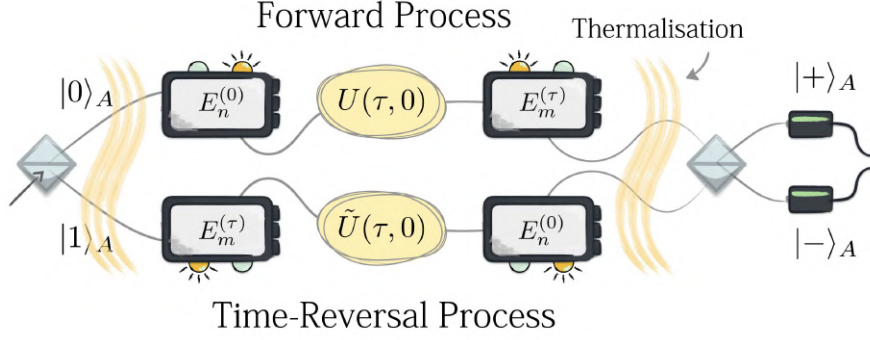 Forward Process
Thermalisation
|0⟩_A
E_n^{(0)}
U(τ, 0)
E_m^{(τ)}
|+⟩_A
|1⟩_A
E_m^{(τ)}
Ũ(τ, 0)
E_n^{(0)}
|−⟩_A
Time-Reversal Process